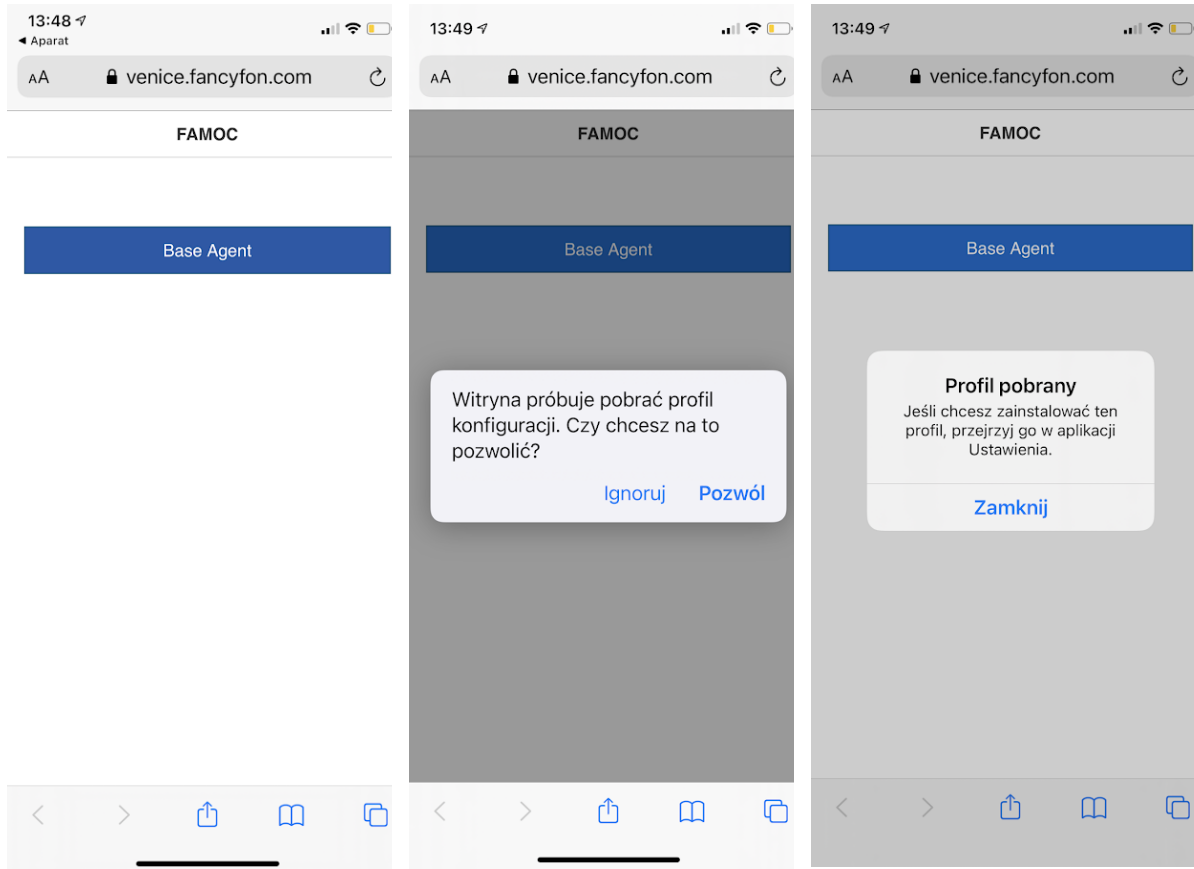 13:48
◀ Aparat
AA venice.fancyfon.com
FAMOC
Base Agent
13:49
AA venice.fancyfon.com
FAMOC
Base Agent
Witryna próbuje pobrać profil
konfiguracji. Czy chcesz na to
pozwolić?
Ignoruj Pozwól
13:49
AA venice.fancyfon.com
FAMOC
Base Agent
Profil pobrany
Jeśli chcesz zainstalować ten
profil, przejrzyj go w aplikacji
Ustawienia.
Zamknij